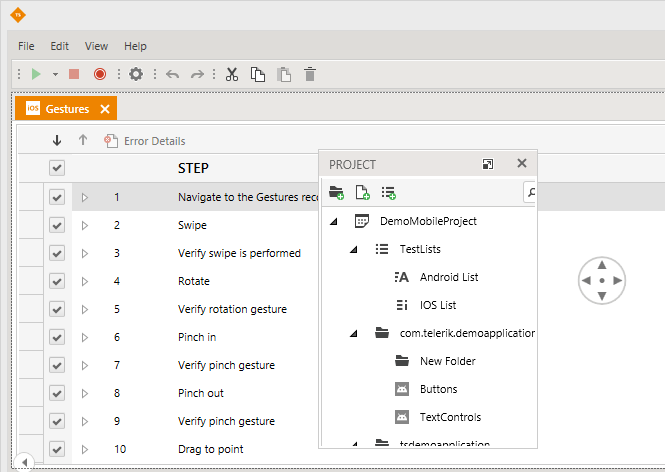 TS
File Edit View Help
iOS Gestures
Error Details
STEP
1 Navigate to the Gestures
2 Swipe
3 Verify swipe is performed
4 Rotate
5 Verify rotation gesture
6 Pinch in
7 Verify pinch gesture
8 Pinch out
9 Verify pinch gesture
10 Drag to point
PROJECT
DemoMobileProject
TestLists
Android List
IOS List
com.telerik.demoapplication
New Folder
Buttons
TextControls
tsdemoapplication